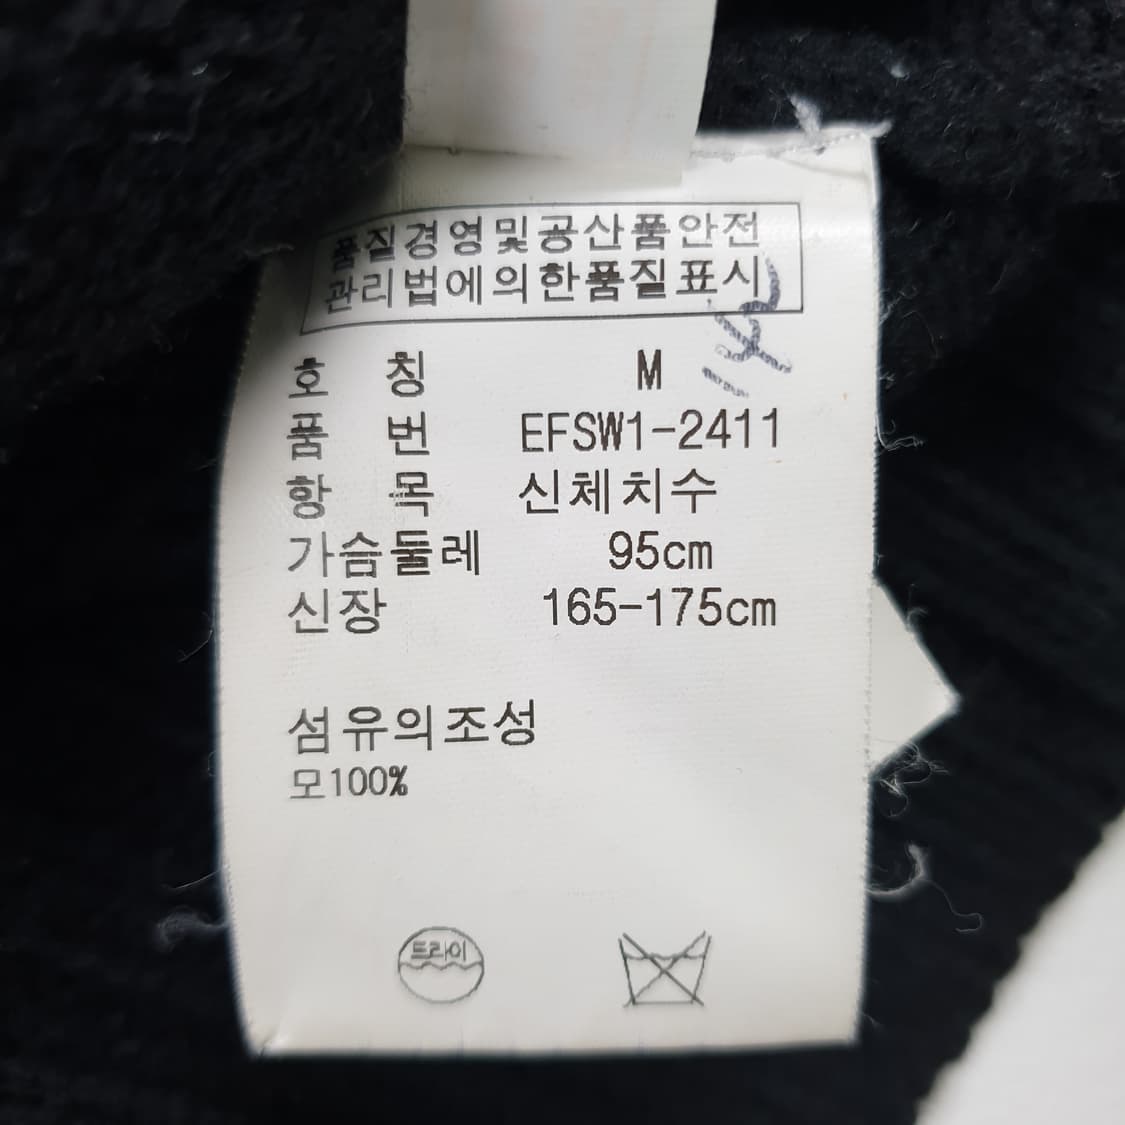 품질경영및공산품안전
관리법에의한품질표시
호 칭 M
품 번 EFSW1-2411
항 목 신체치수
가슴둘레 95cm
신장 165-175cm
섬유의조성
모100%
드라이